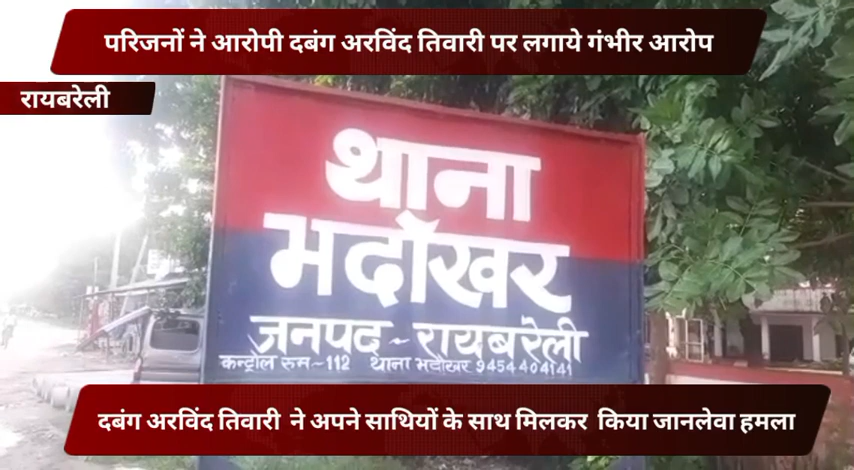 परिजनों ने आरोपी दबंग अरविंद तिवारी पर लगाये गंभीर आरोप
रायबरेली
थाना
भदॉखर
जनपद~रायबरेली
कन्ट्रोल रुम~112 थाना भदॉखर 9454404141
दबंग अरविंद तिवारी ने अपने साथियों के साथ मिलकर किया जानलेवा हमला